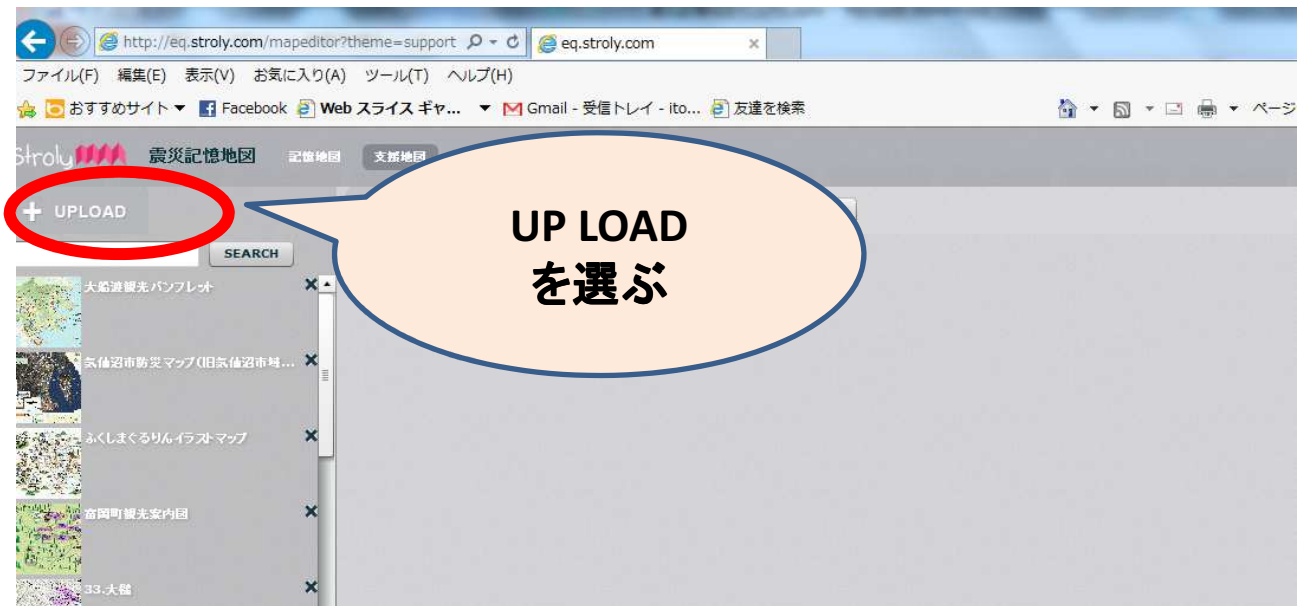 http://eq.stroly.com/mapeditor?theme=support
eq.stroly.com
ファイル(F) 編集(E) 表示(V) お気に入り(A) ツール(T) ヘルプ(H)
おすすめサイト Facebook Web スライス ギャ... Gmail - 受信トレイ - ito... 友達を検索 ページ
Stroly 震災記憶地図 記憶地図 支援地図
+ UPLOAD
SEARCH
UP LOAD
を選ぶ
大船渡観光パンフレット
気仙沼市防災マップ(旧気仙沼市域...
ふくしまぐるりんイラストマップ
富岡町観光案内図
33.大槌